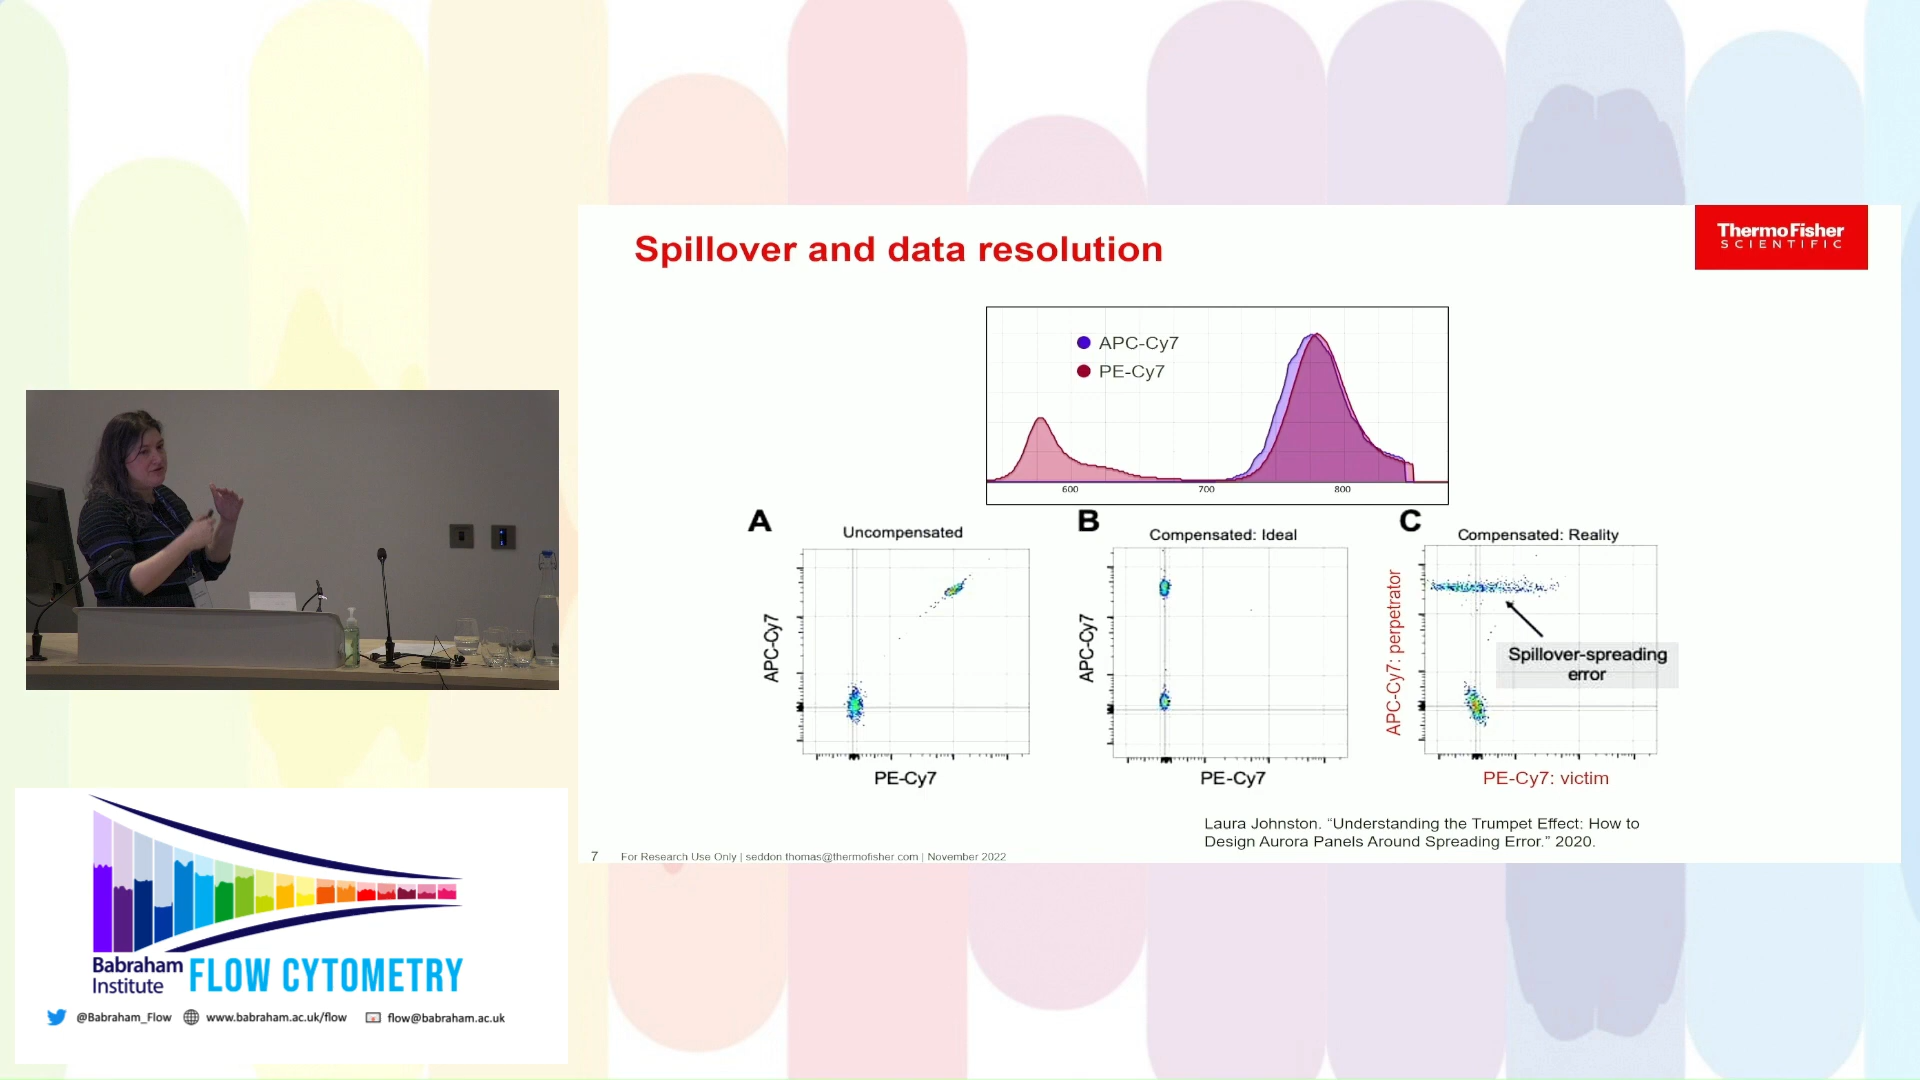 Spillover and data resolution
ThermoFisher
SCIENTIFIC
APC-Cy7
PE-Cy7
600
700
800
A
Uncompensated
APC-Cy7
PE-Cy7
B
Compensated: Ideal
APC-Cy7
PE-Cy7
C
Compensated: Reality
APC-Cy7: perpetrator
Spillover-spreading
error
PE-Cy7: victim
Laura Johnston. “Understanding the Trumpet Effect: How to
Design Aurora Panels Around Spreading Error.” 2020.
7 For Research Use Only | seddon.thomas@thermofisher.com | November 2022
Babraham
Institute
FLOW CYTOMETRY
@Babraham_Flow www.babraham.ac.uk/flow flow@babraham.ac.uk